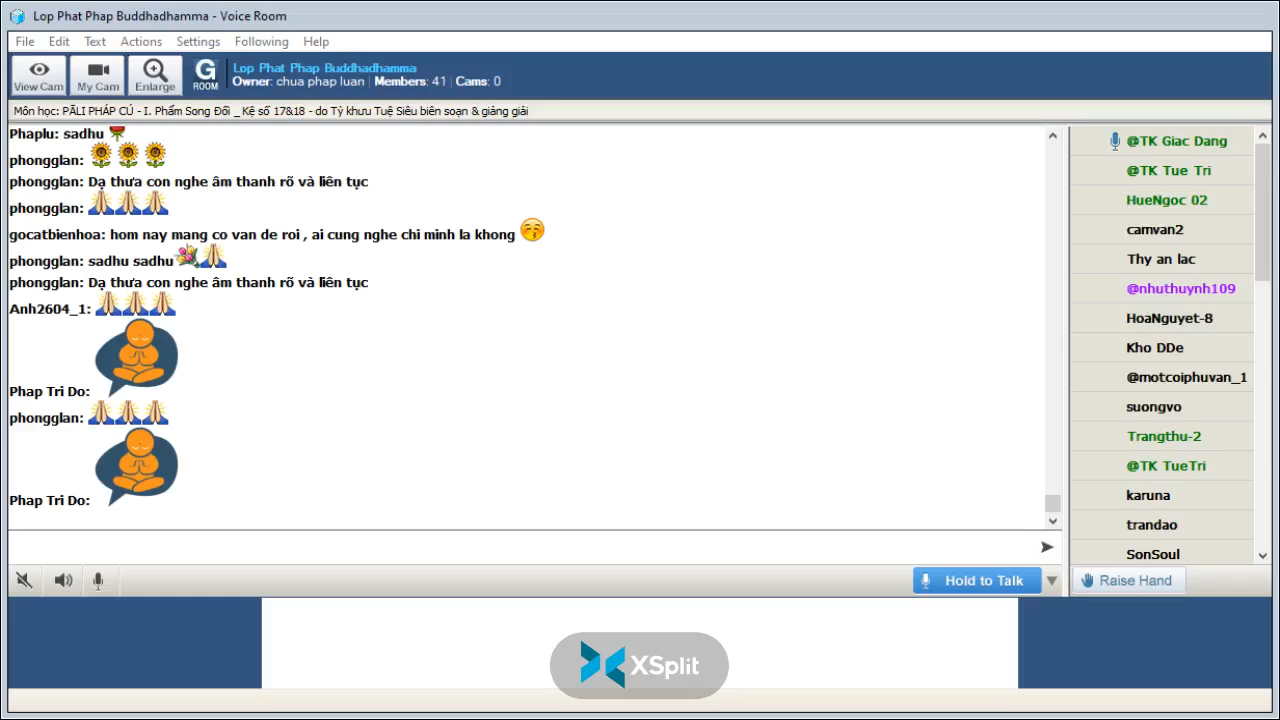 Lop Phat Phap Buddhadhamma - Voice Room
File Edit Text Actions Settings Following Help
View Cam My Cam Enlarge G ROOM
Lop Phat Phap Buddhadhamma
Owner: chua phap luan | Members: 41 | Cams: 0
Môn học: PĀLI PHÁP CÚ - I. Phẩm Song Đối _ Kệ số 17&18 - do Tỳ khưu Tuệ Siêu biên soạn & giảng giải
Phaplu: sadhu
phongglan:
phongglan: Dạ thưa con nghe âm thanh rõ và liên tục
phongglan:
gocatbienhoa: hom nay mang co van de roi , ai cung nghe chi minh la khong
phongglan: sadhu sadhu
phongglan: Dạ thưa con nghe âm thanh rõ và liên tục
Anh2604_1:
Phap Tri Do:
phongglan:
Phap Tri Do:
@TK Giac Dang
@TK Tue Tri
HueNgoc 02
camvan2
Thy an lac
@nhuthuynh109
HoaNguyet-8
Kho DDe
@motcoiphuvan_1
suongvo
Trangthu-2
@TK TueTri
karuna
trandao
SonSoul
Hold to Talk
Raise Hand
XSplit